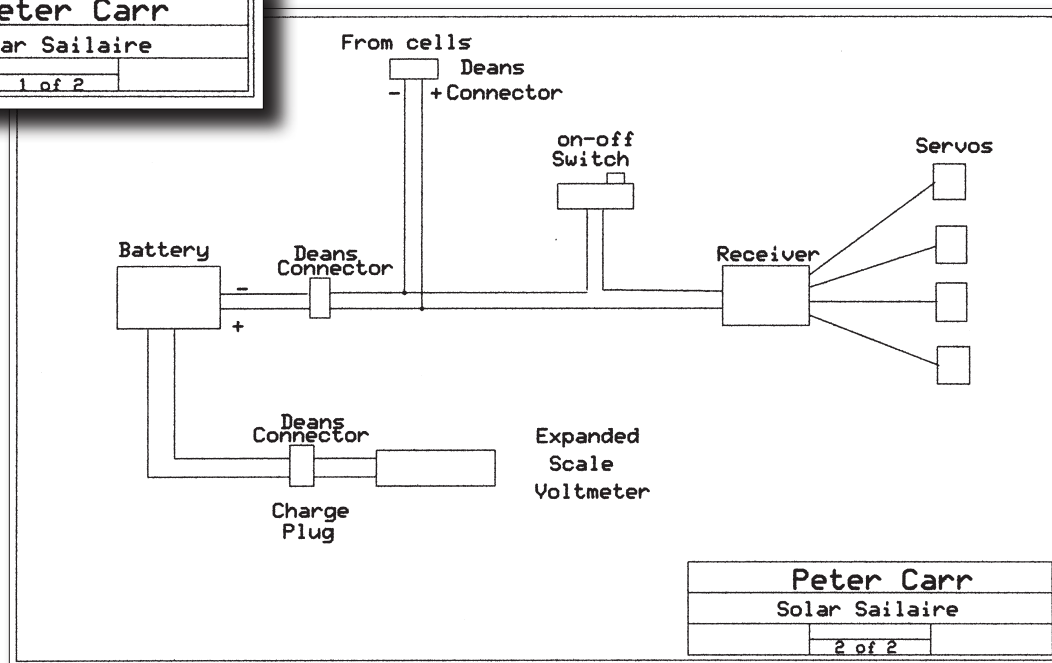 Peter Carr
ar Sailaire
1 of 2
From cells
Deans
- + Connector
on-off
Switch
Servos
Battery
Deans
Connector
-
+
Receiver
Deans
Connector
Charge
Plug
Expanded
Scale
Voltmeter
Peter Carr
Solar Sailaire
2 of 2